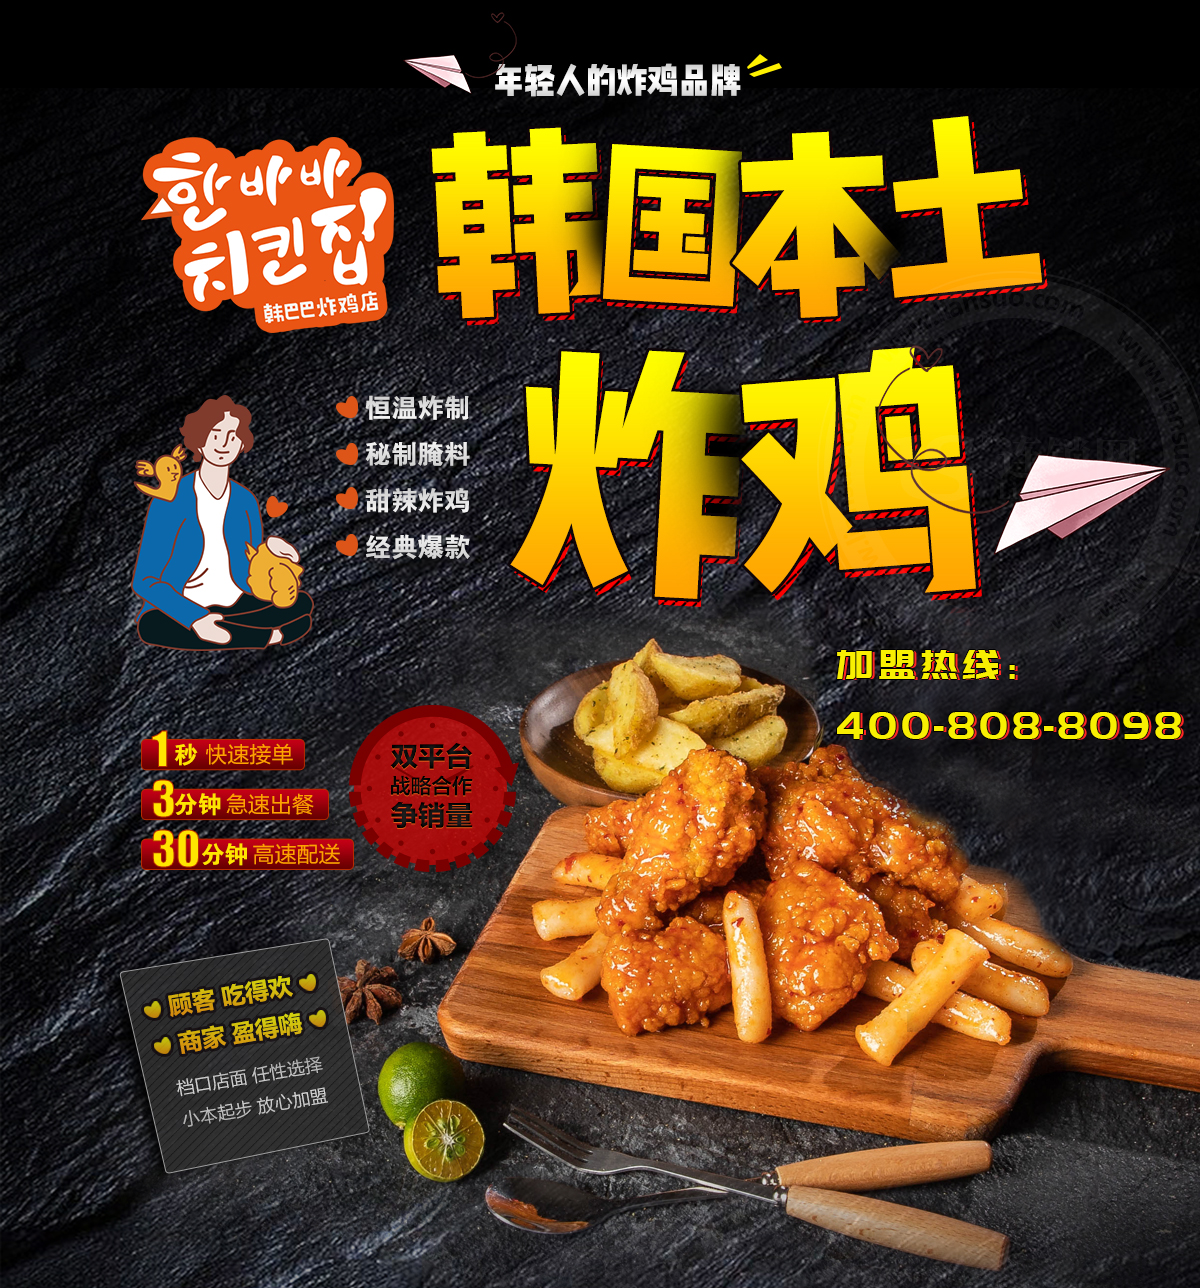 年轻人的炸鸡品牌
한바바
치킨집
韩巴巴炸鸡店
韩国本土
炸鸡
恒温炸制
秘制腌料
甜辣炸鸡
经典爆款
加盟热线：
400-808-8098
1秒 快速接单
3分钟 急速出餐
30分钟 高速配送
双平台
战略合作
争销量
顾客 吃得欢
商家 盈得嗨
档口店面 任性选择
小本起步 放心加盟